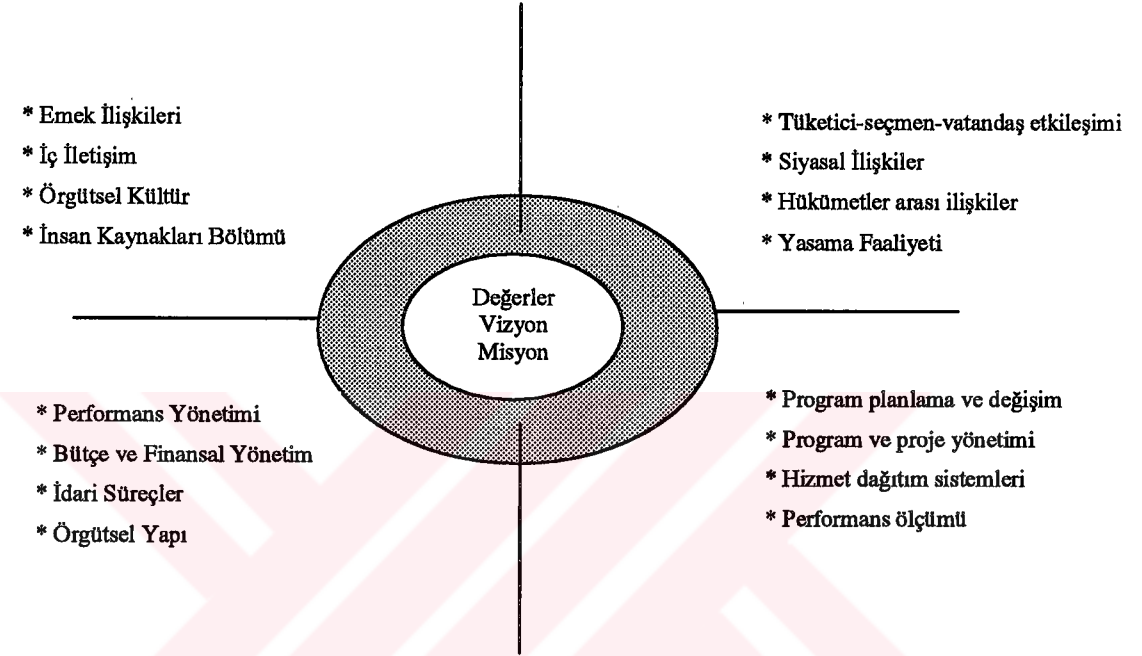 * Emek İlişkileri
* İç İletişim
* Örgütsel Kültür
* İnsan Kaynakları Bölümü
* Tüketici-seçmen-vatandaş etkileşimi
* Siyasal İlişkiler
* Hükümetler arası ilişkiler
* Yasama Faaliyeti
Değerler
Vizyon
Misyon
* Performans Yönetimi
* Bütçe ve Finansal Yönetim
* İdari Süreçler
* Örgütsel Yapı
* Program planlama ve değişim
* Program ve proje yönetimi
* Hizmet dağıtım sistemleri
* Performans ölçümü